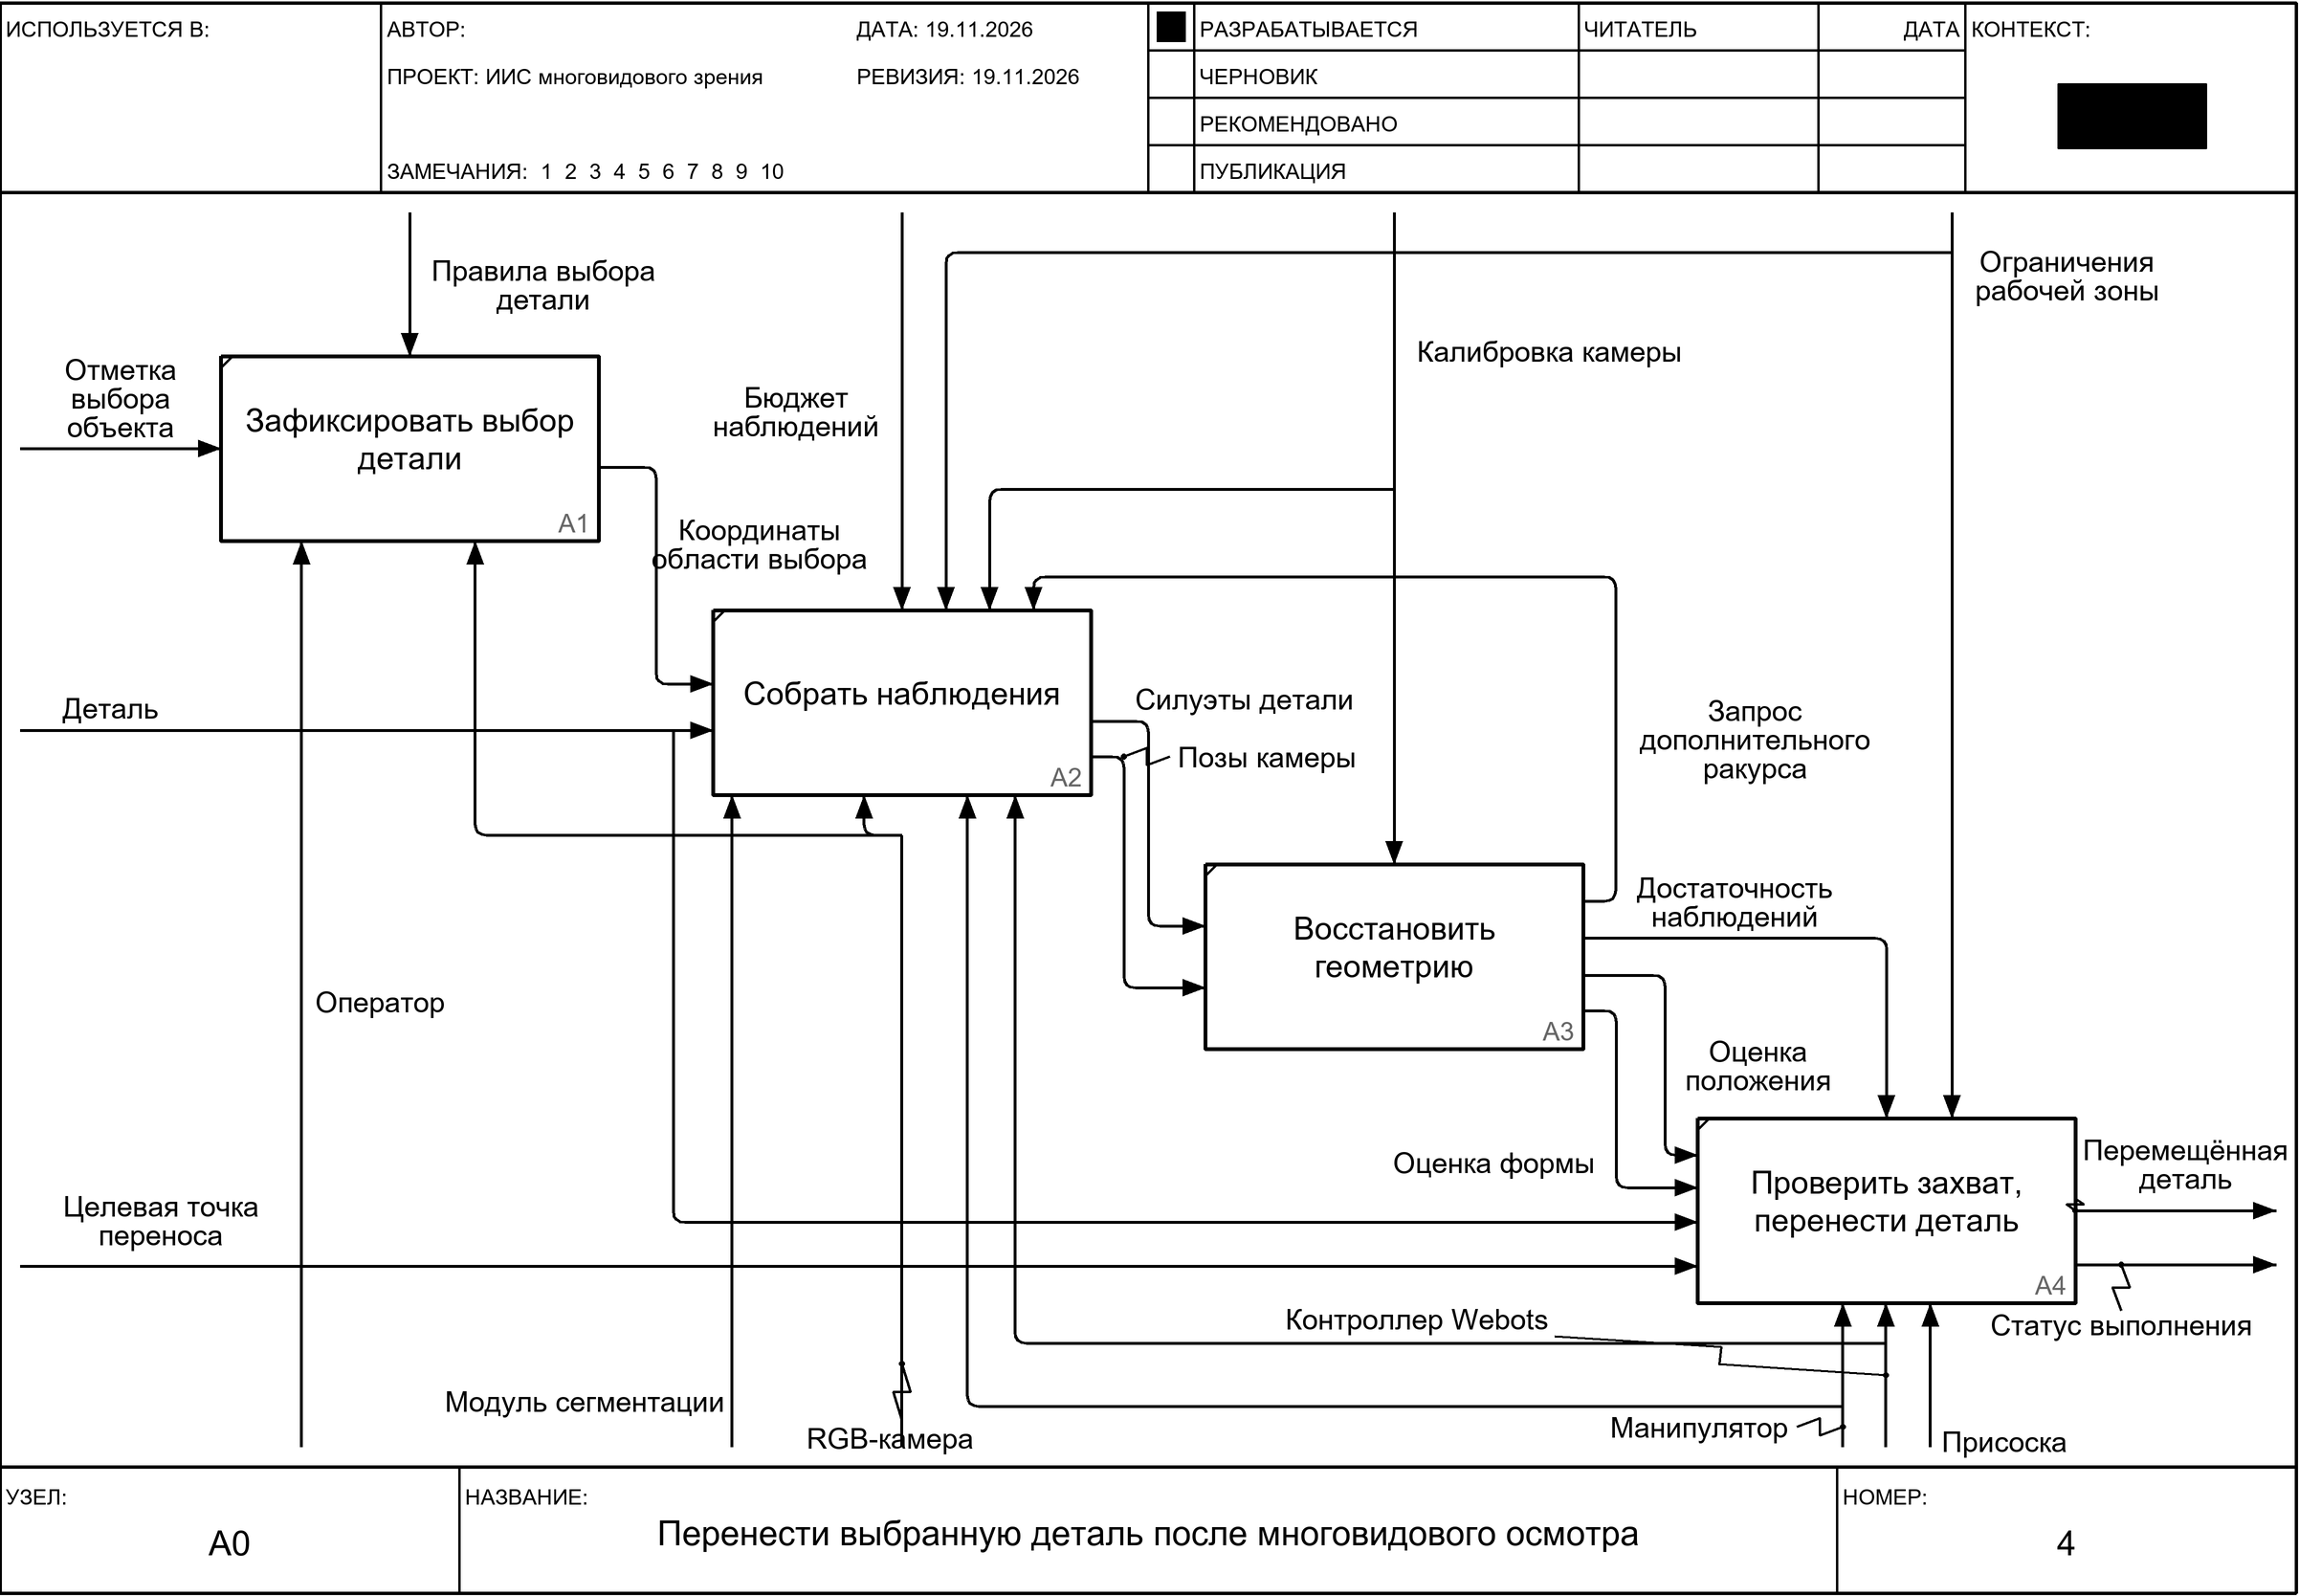 ИСПОЛЬЗУЕТСЯ В:
АВТОР:
ДАТА: 19.11.2026
ПРОЕКТ: ИИС многовидового зрения
РЕВИЗИЯ: 19.11.2026
ЗАМЕЧАНИЯ: 1 2 3 4 5 6 7 8 9 10
РАЗРАБАТЫВАЕТСЯ
ЧЕРНОВИК
РЕКОМЕНДОВАНО
ПУБЛИКАЦИЯ
ЧИТАТЕЛЬ
ДАТА
КОНТЕКСТ:
Правила выбора
детали
Ограничения
рабочей зоны
Калибровка камеры
Отметка
выбора
объекта
Зафиксировать выбор
детали
A1
Бюджет
наблюдений
Координаты
области выбора
Деталь
Собрать наблюдения
A2
Силуэты детали
Позы камеры
Запрос
дополнительного
ракурса
Достаточность
наблюдений
Восстановить
геометрию
A3
Оператор
Оценка
положения
Оценка формы
Целевая точка
переноса
Проверить захват,
перенести деталь
A4
Перемещённая
деталь
Статус выполнения
Контроллер Webots
Модуль сегментации
RGB-камера
Манипулятор
Присоска
УЗЕЛ:
A0
НАЗВАНИЕ:
Перенести выбранную деталь после многовидового осмотра
НОМЕР:
4